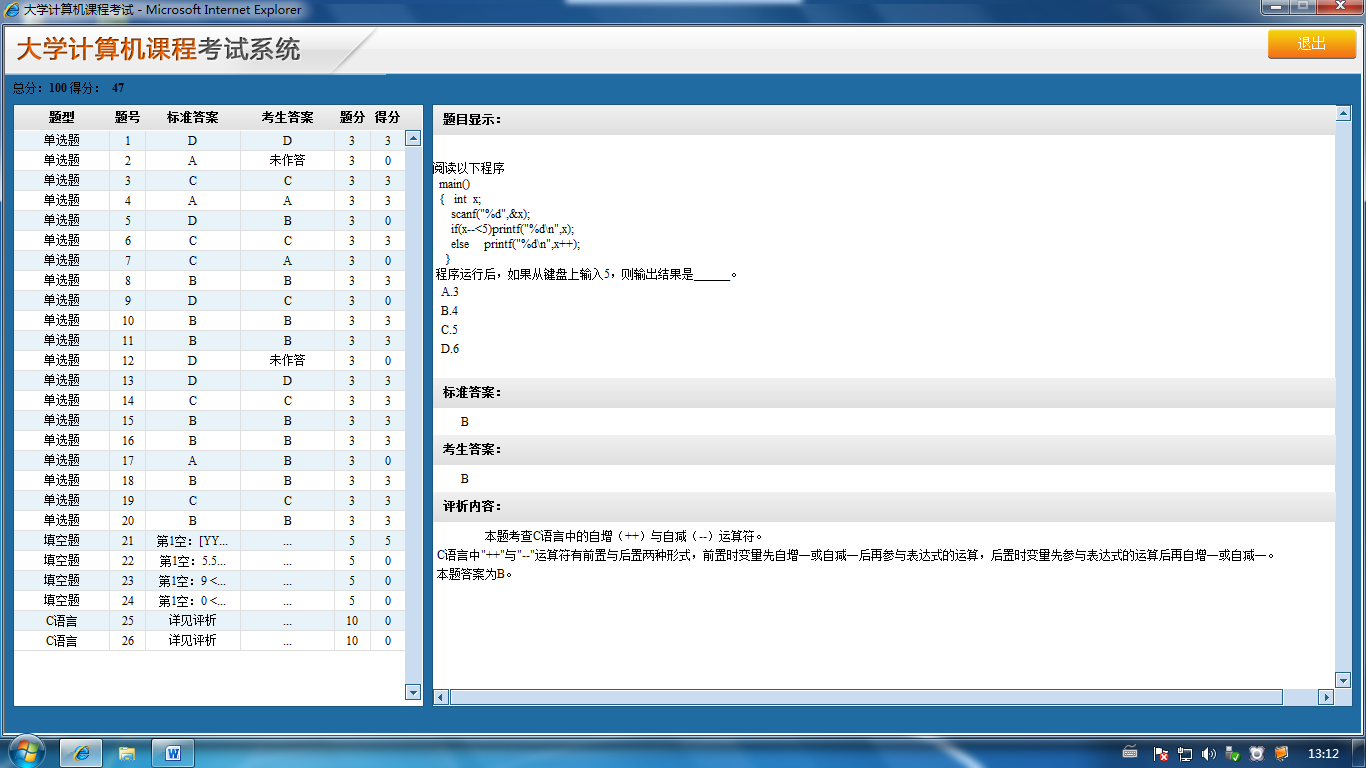 大学计算机课程考试 - Microsoft Internet Explorer
大学计算机课程考试系统
退出
总分：100 得分： 47
题型 题号 标准答案 考生答案 题分 得分
单选题 1 D D 3 3
单选题 2 A 未作答 3 0
单选题 3 C C 3 3
单选题 4 A A 3 3
单选题 5 D B 3 0
单选题 6 C C 3 3
单选题 7 C A 3 0
单选题 8 B B 3 3
单选题 9 D C 3 0
单选题 10 B B 3 3
单选题 11 B B 3 3
单选题 12 D 未作答 3 0
单选题 13 D D 3 3
单选题 14 C C 3 3
单选题 15 B B 3 3
单选题 16 B B 3 3
单选题 17 A B 3 0
单选题 18 B B 3 3
单选题 19 C C 3 3
单选题 20 B B 3 3
填空题 21 第1空：[YY... ... 5 5
填空题 22 第1空：5.5... ... 5 0
填空题 23 第1空：9 <... ... 5 0
填空题 24 第1空：0 <... ... 5 0
C语言 25 详见评析 ... 10 0
C语言 26 详见评析 ... 10 0
题目显示：
阅读以下程序
main()
{ int x;
scanf("%d",&x);
if(x--<5)printf("%d\n",x);
else printf("%d\n",x++);
}
程序运行后，如果从键盘上输入5，则输出结果是______。
A.3
B.4
C.5
D.6
标准答案：
B
考生答案：
B
评析内容：
本题考查C语言中的自增（++）与自减（--）运算符。
C语言中"++"与"--"运算符有前置与后置两种形式，前置时变量先自增一或自减一后再参与表达式的运算，后置时变量先参与表达式的运算后再自增一或自减一。
本题答案为B。
13:12